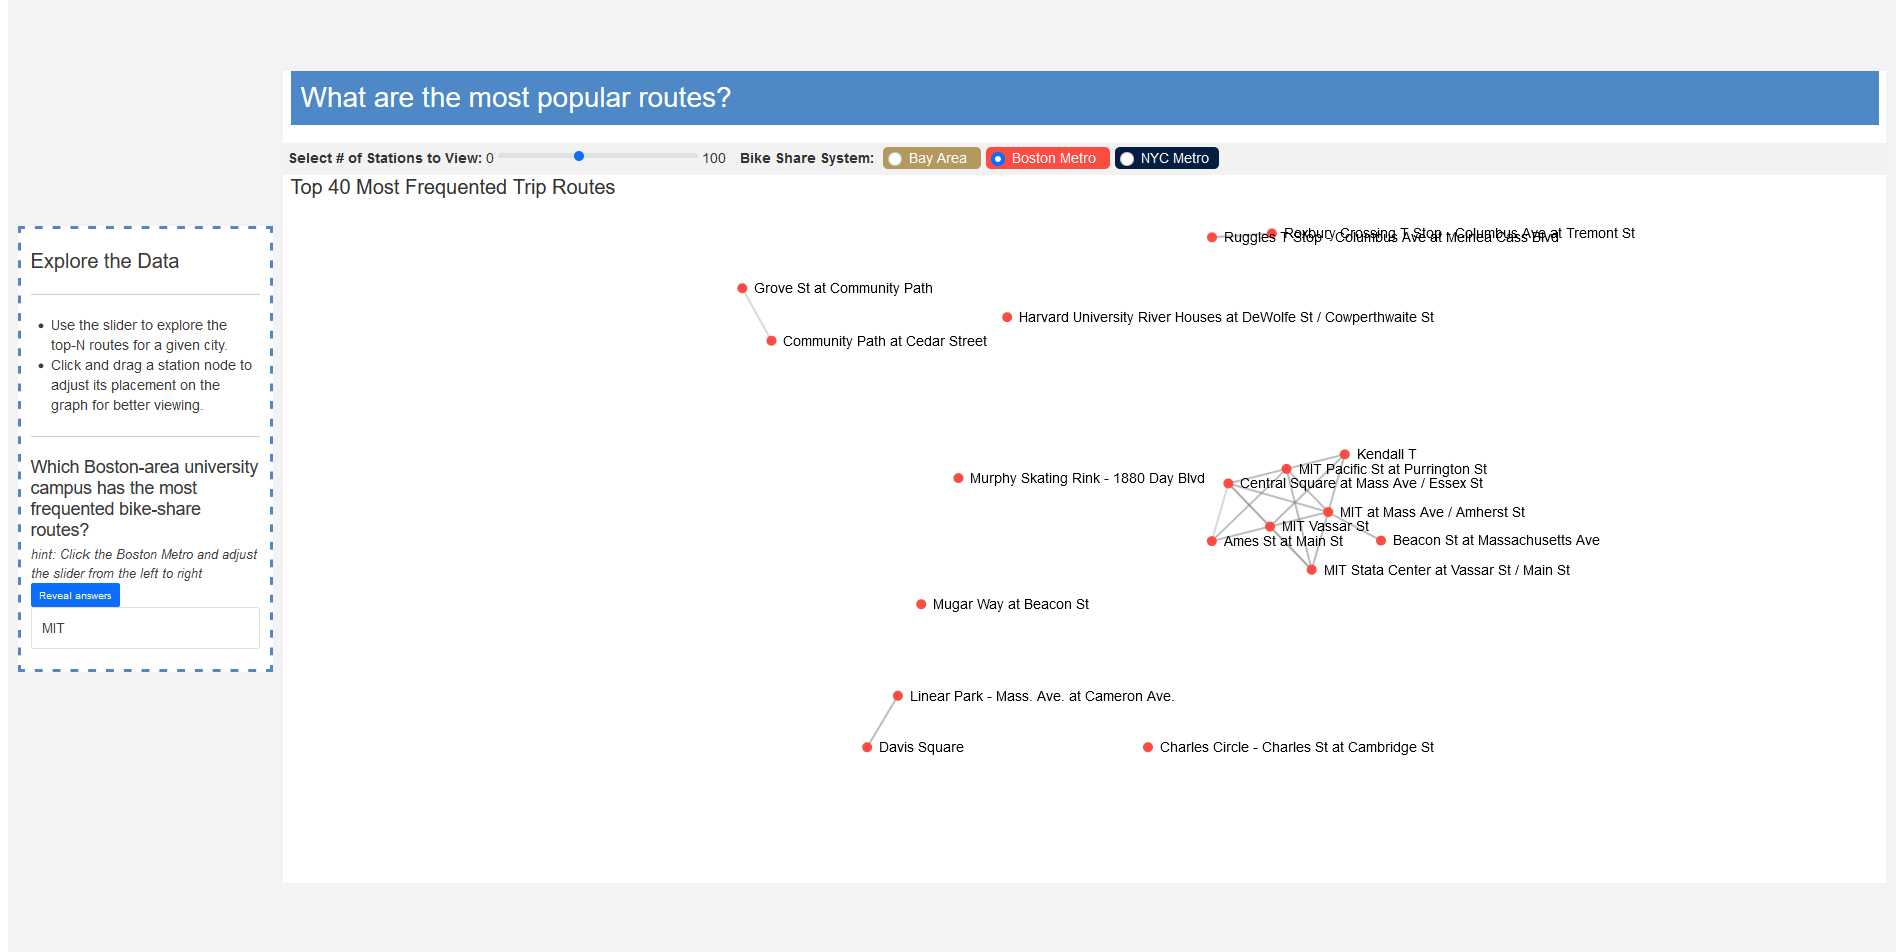 What are the most popular routes?
Select # of Stations to View: 0 100 Bike Share System: Bay Area Boston Metro NYC Metro
Top 40 Most Frequented Trip Routes
Explore the Data
Use the slider to explore the
top-N routes for a given city.
Click and drag a station node to
adjust its placement on the
graph for better viewing.
Which Boston-area university
campus has the most
frequented bike-share
routes?
hint: Click the Boston Metro and adjust
the slider from the left to right
Reveal answers
MIT
Roxbury Crossing T Stop - Columbus Ave at Tremont St
Ruggles T Stop - Columbus Ave at Melnea Cass Blvd
Grove St at Community Path
Harvard University River Houses at DeWolfe St / Cowperthwaite St
Community Path at Cedar Street
Kendall T
MIT Pacific St at Purrington St
Murphy Skating Rink - 1880 Day Blvd
Central Square at Mass Ave / Essex St
MIT at Mass Ave / Amherst St
MIT Vassar St
Ames St at Main St
Beacon St at Massachusetts Ave
MIT Stata Center at Vassar St / Main St
Mugar Way at Beacon St
Linear Park - Mass. Ave. at Cameron Ave.
Davis Square
Charles Circle - Charles St at Cambridge St